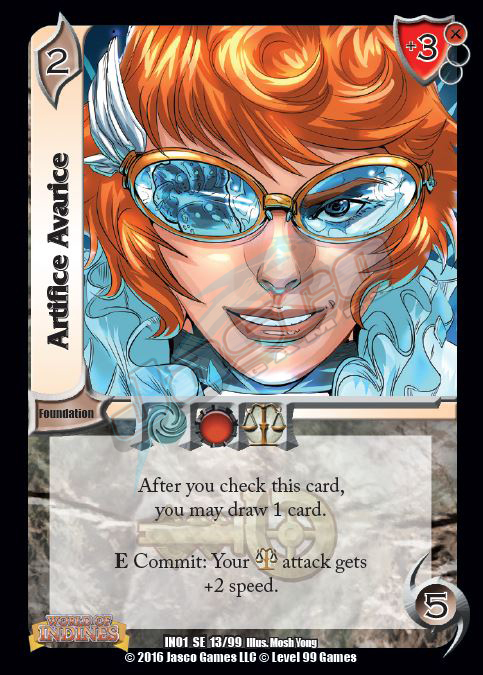 2
+3
Artifice Avarice
Foundation
After you check this card,
you may draw 1 card.
E Commit: Your attack gets
+2 speed.
5
WORLD OF
INDINES
IN01 SE 13/99 Illus. Mosh Yong
© 2016 Jasco Games LLC © Level 99 Games